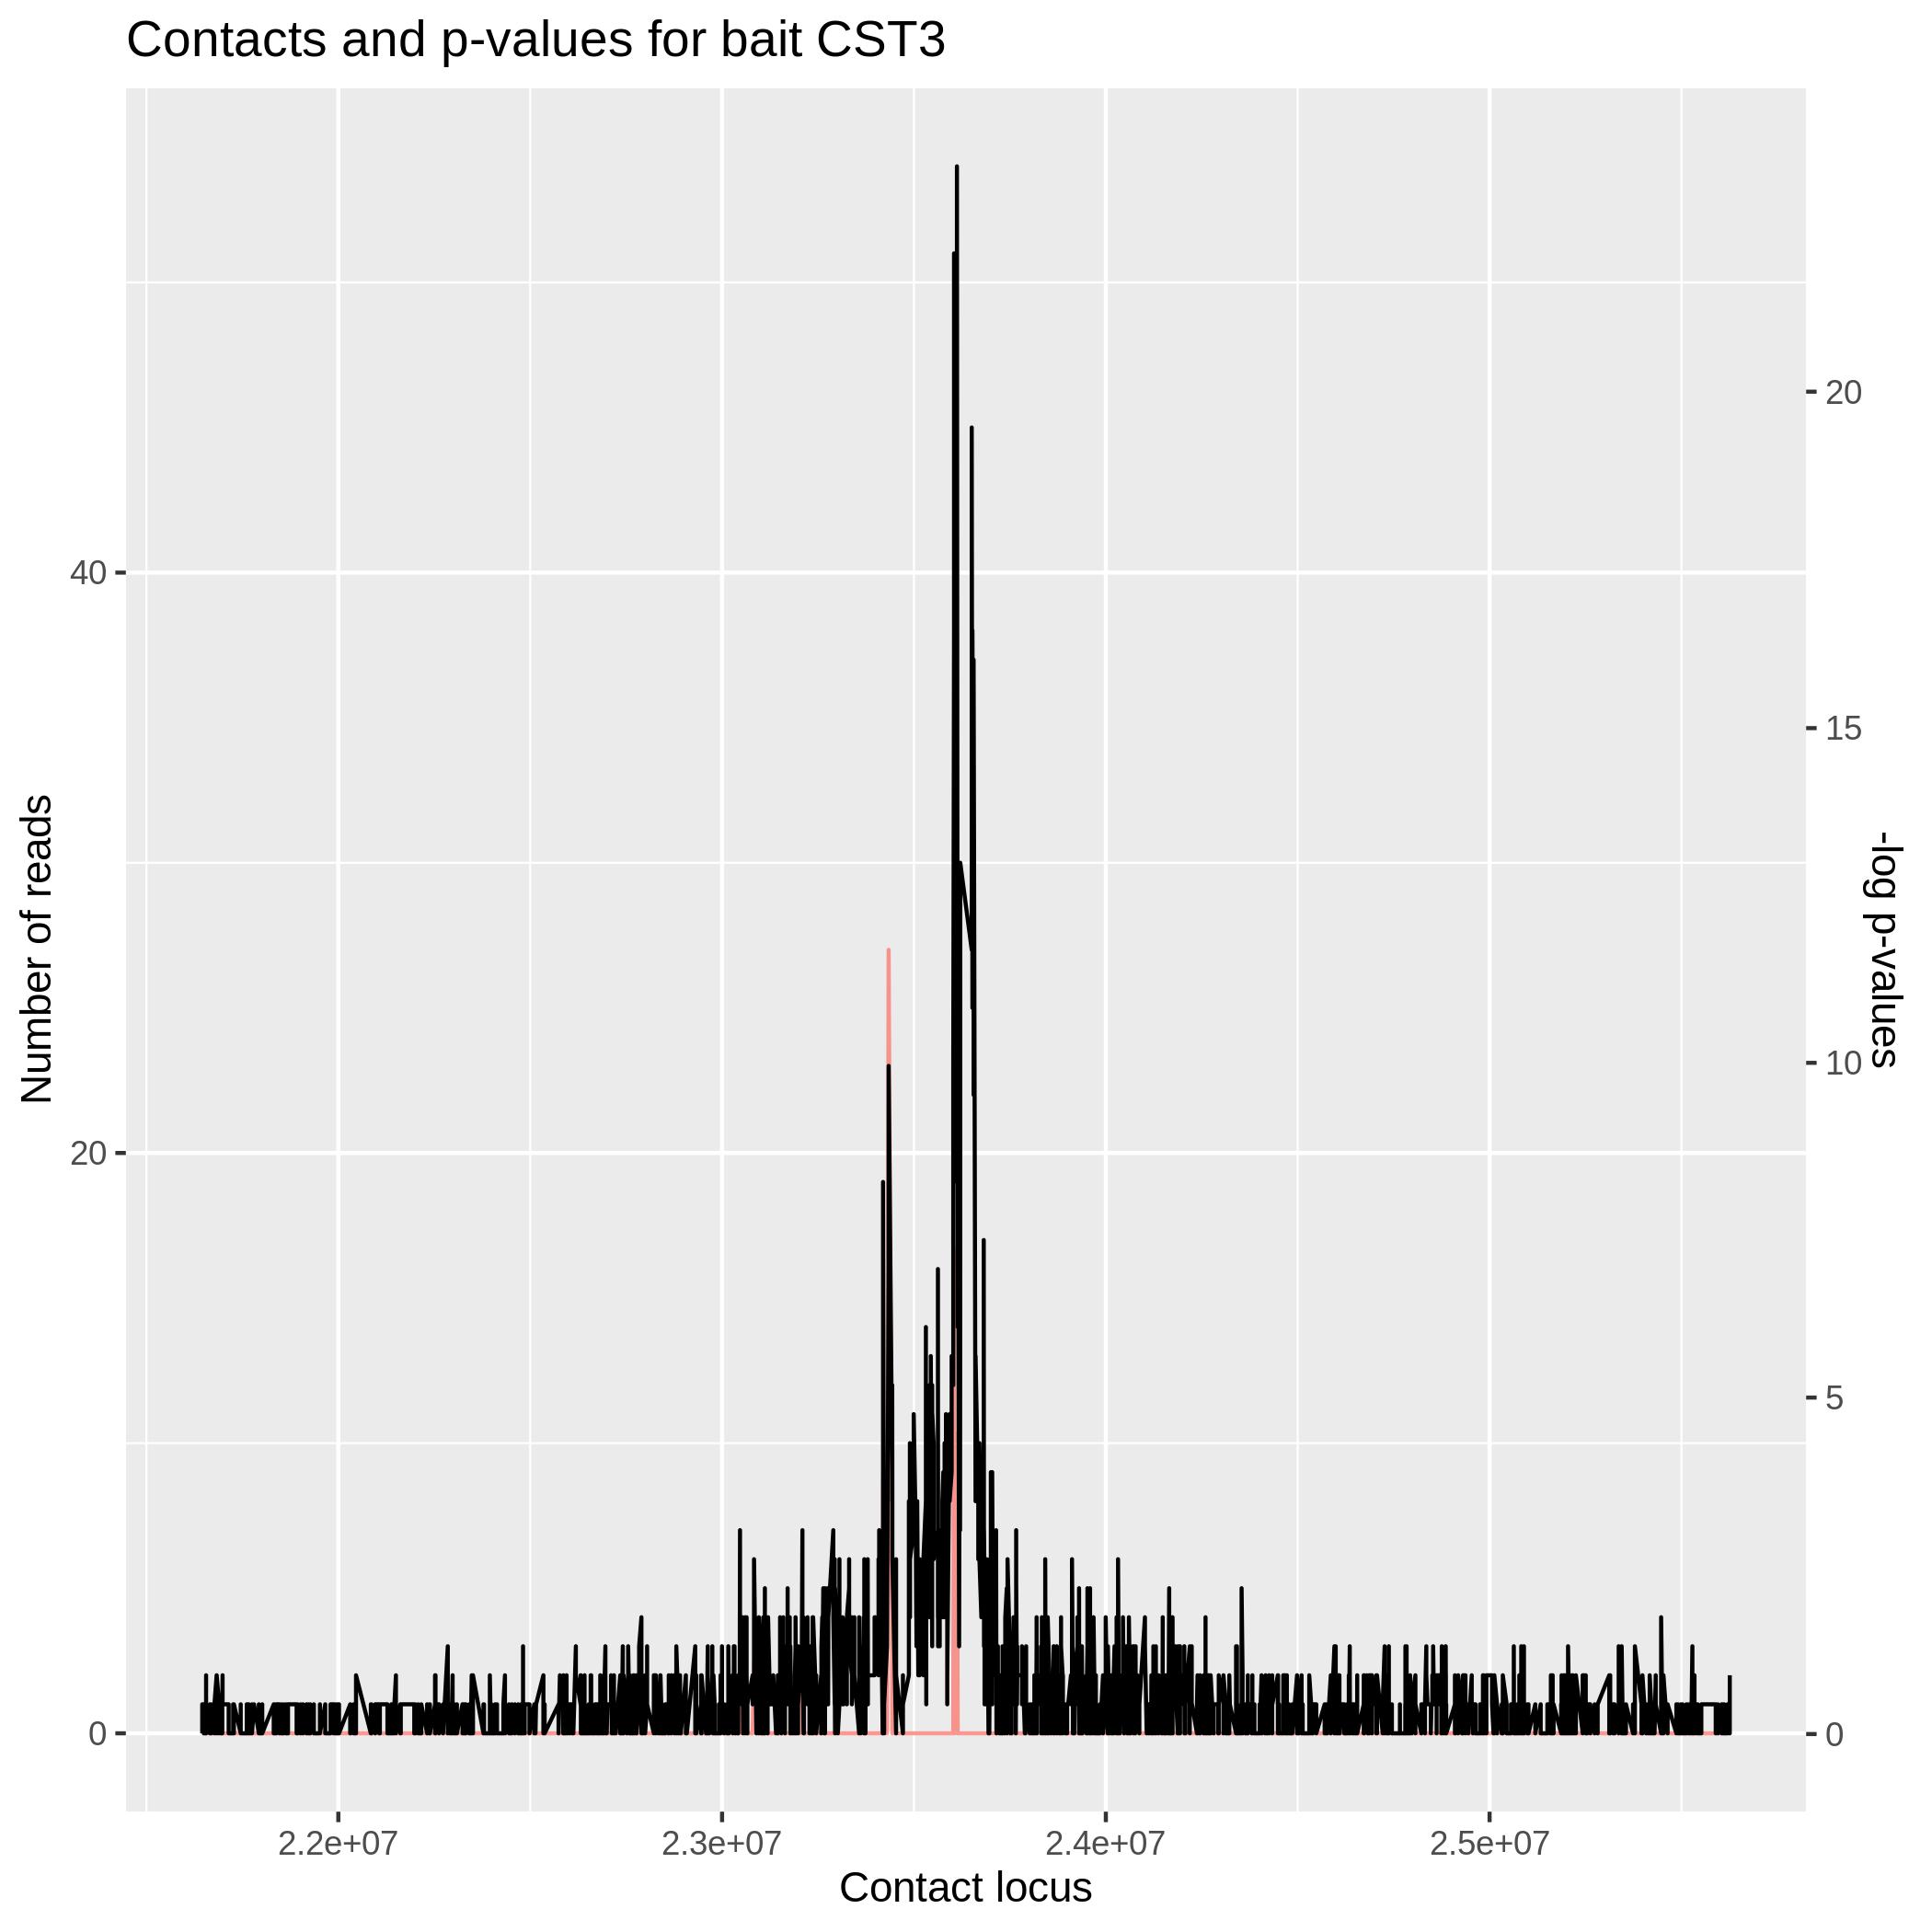 Contacts and p-values for bait CST3
Number of reads
40
20
0
20
15
10
5
0
-log p-values
2.2e+07
2.3e+07
2.4e+07
2.5e+07
Contact locus